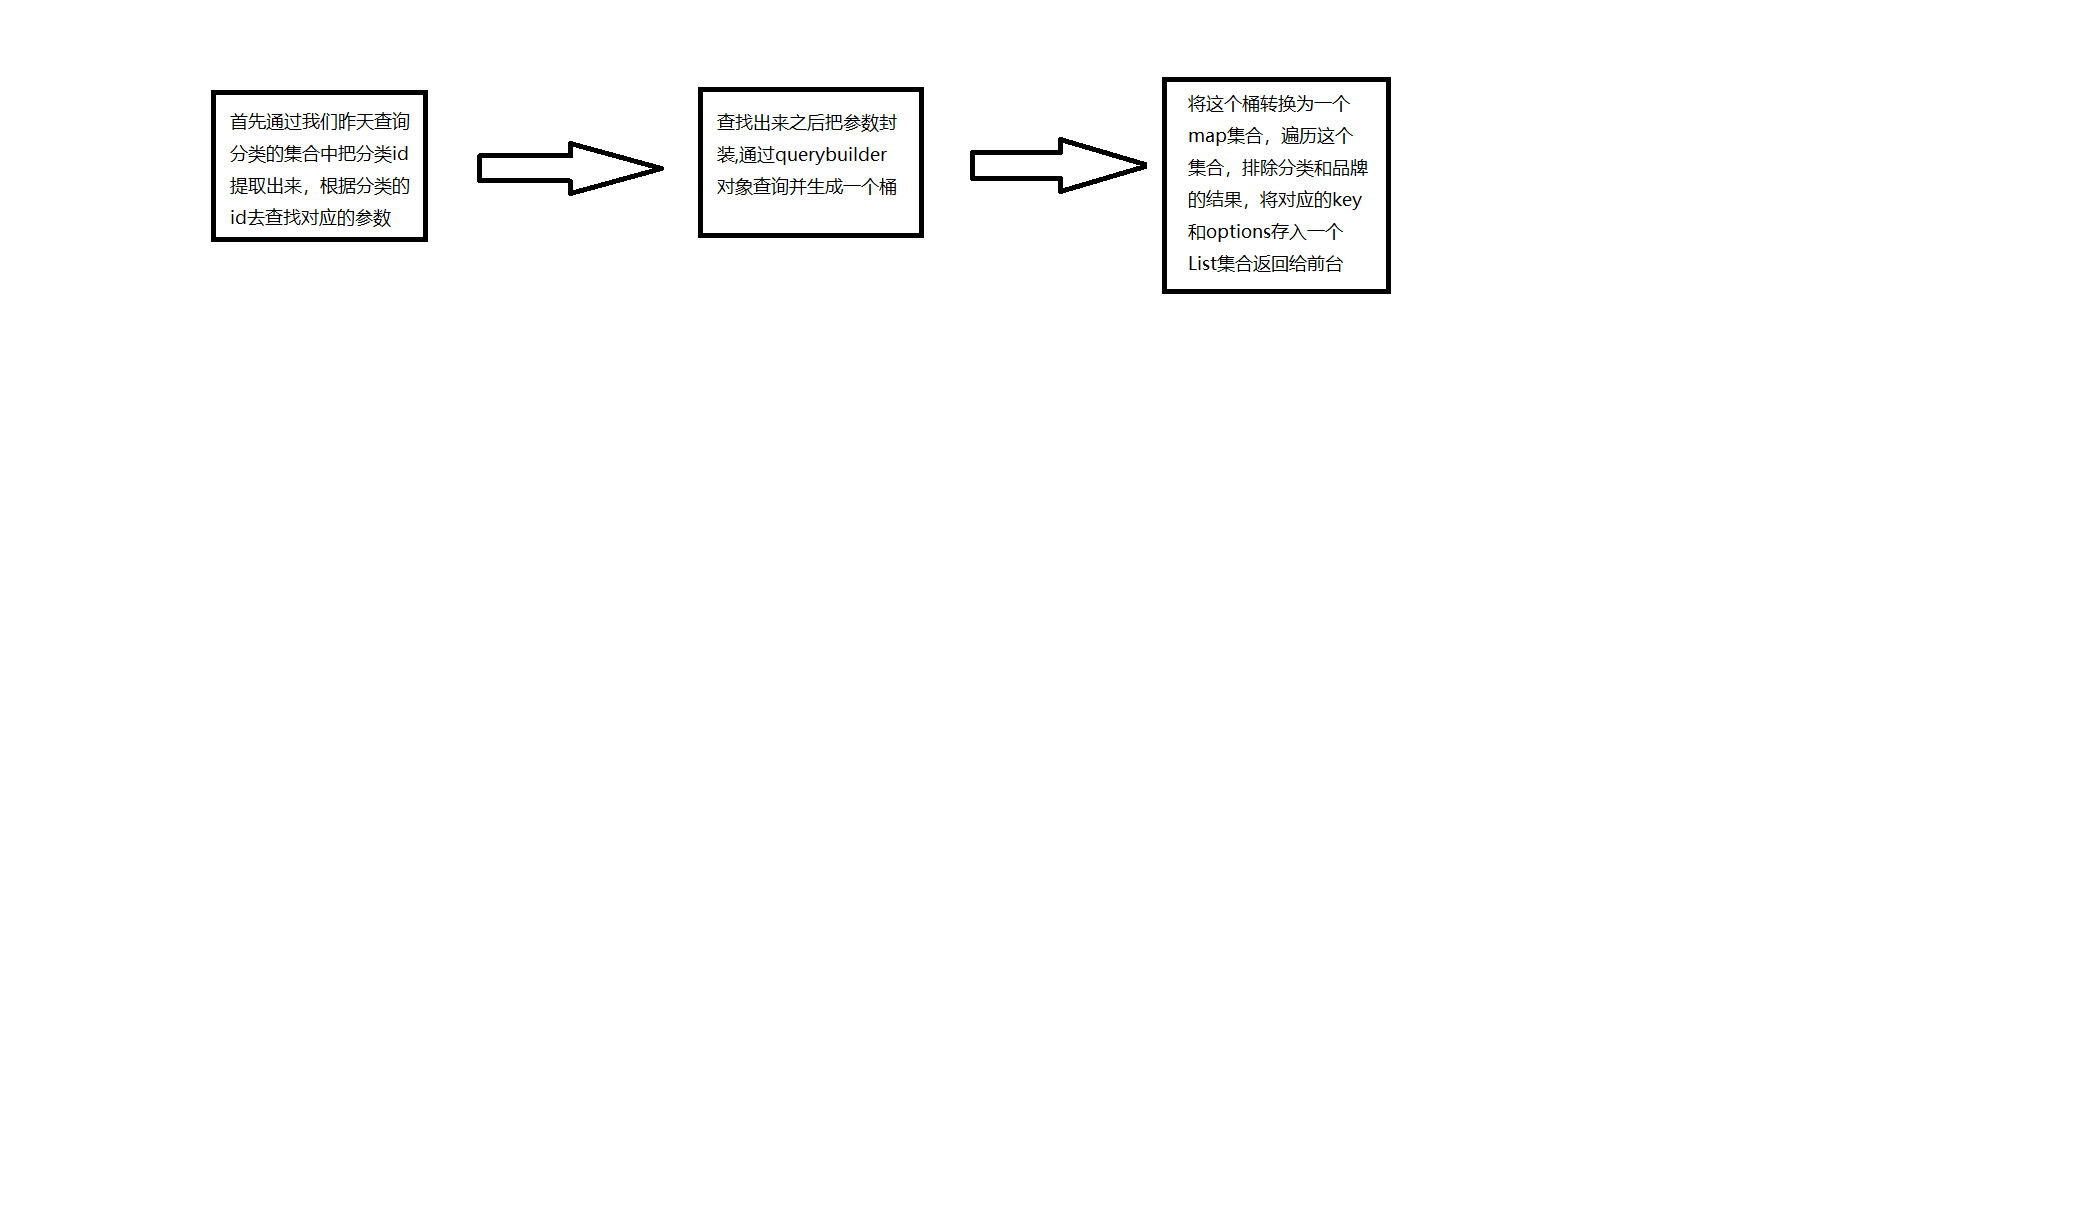 首先通过我们昨天查询
分类的集合中把分类id
提取出来，根据分类的
id去查找对应的参数
查找出来之后把参数封
装,通过querybuilder
对象查询并生成一个桶
将这个桶转换为一个
map集合，遍历这个
集合，排除分类和品牌
的结果，将对应的key
和options存入一个
List集合返回给前台